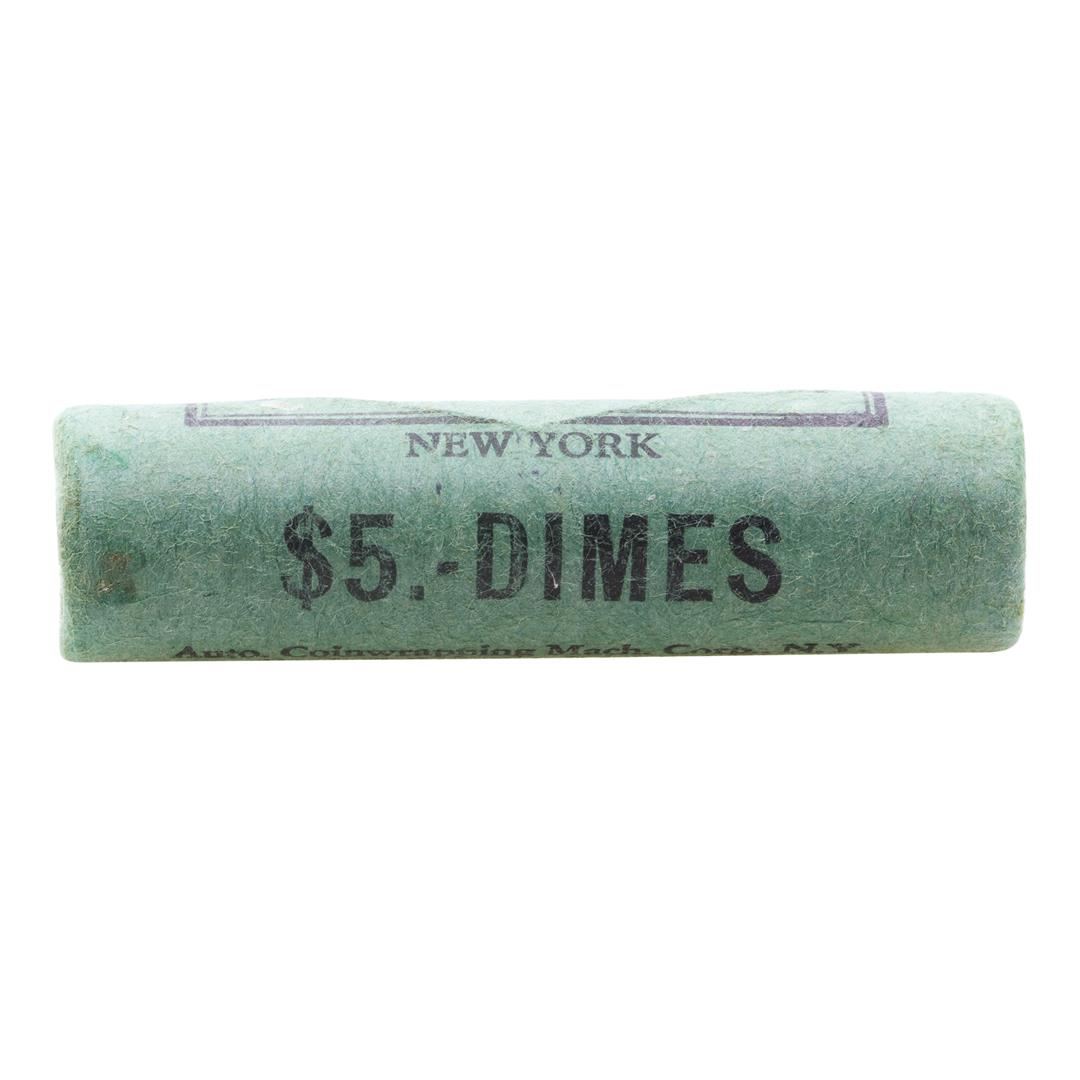 NEW YORK
$5.-DIMES
Auto. Coinwrapping Mach. Corp., N.Y.